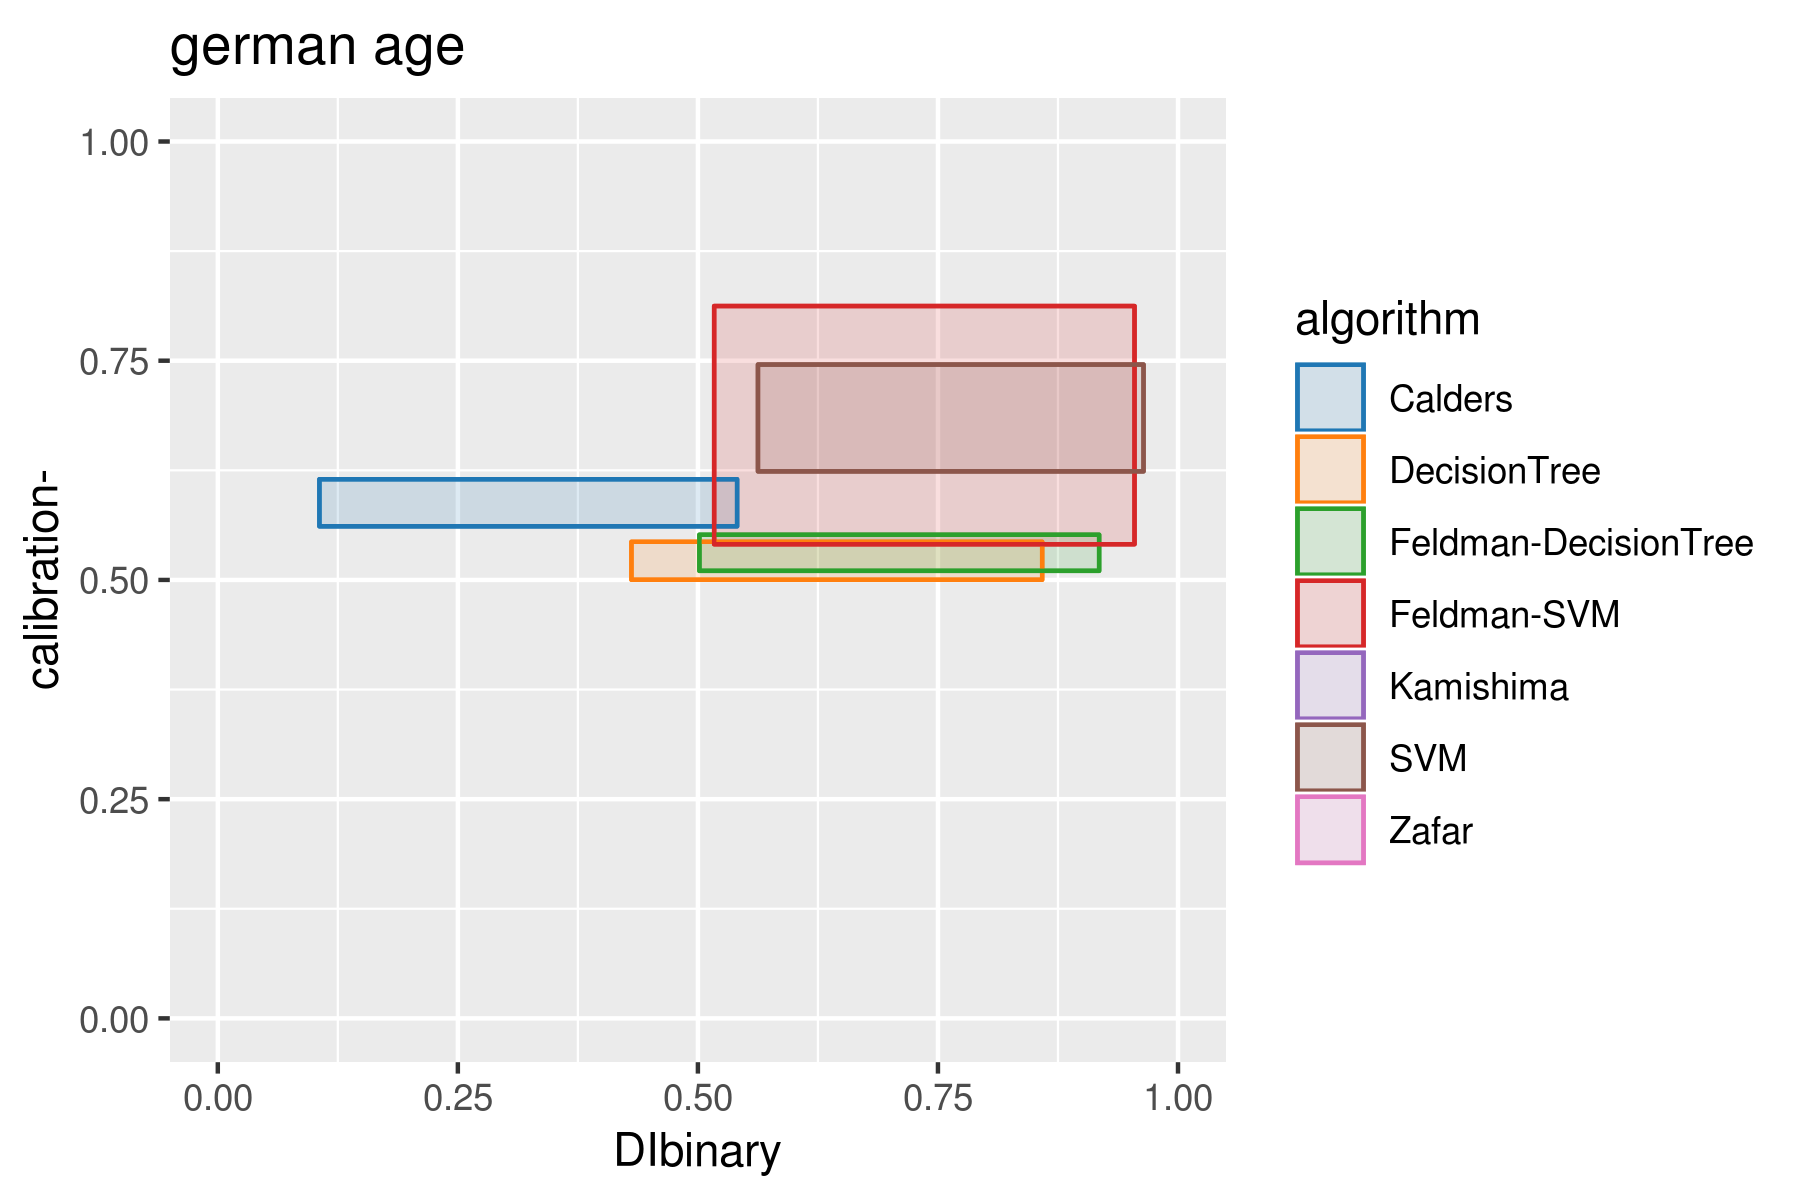 german age
calibration-
1.00
0.75
0.50
0.25
0.00
0.00 0.25 0.50 0.75 1.00
DIbinary
algorithm
Calders
DecisionTree
Feldman-DecisionTree
Feldman-SVM
Kamishima
SVM
Zafar